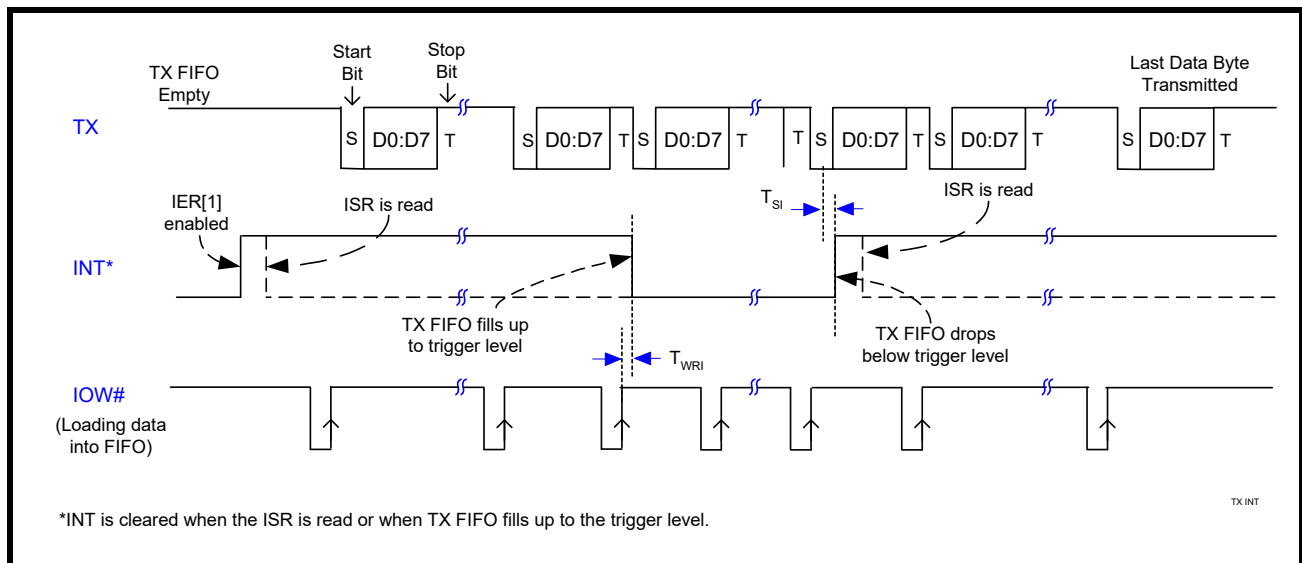 Start
Bit
Stop
Bit
TX FIFO
Empty
Last Data Byte
Transmitted
TX
S D0:D7 T S D0:D7 T S D0:D7 T T S D0:D7 T S D0:D7 T S D0:D7 T
IER[1]
enabled
ISR is read
TSI
ISR is read
INT*
TX FIFO fills up
to trigger level
TX FIFO drops
below trigger level
TWRI
IOW#
(Loading data
into FIFO)
TX INT
*INT is cleared when the ISR is read or when TX FIFO fills up to the trigger level.